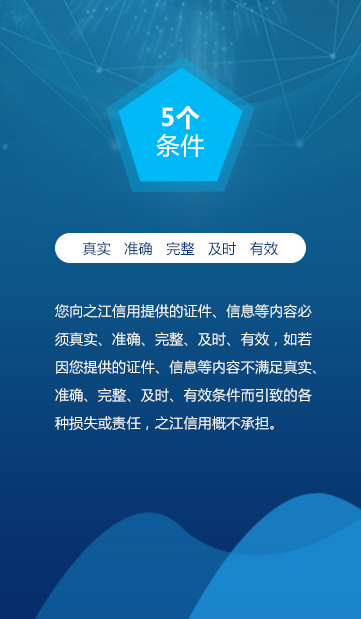 5个
条件
真实 准确 完整 及时 有效
您向之江信用提供的证件、信息等内容必
须真实、准确、完整、及时、有效，如若
因您提供的证件、信息等内容不满足真实、
准确、完整、及时、有效条件而引致的各
种损失或责任，之江信用概不承担。